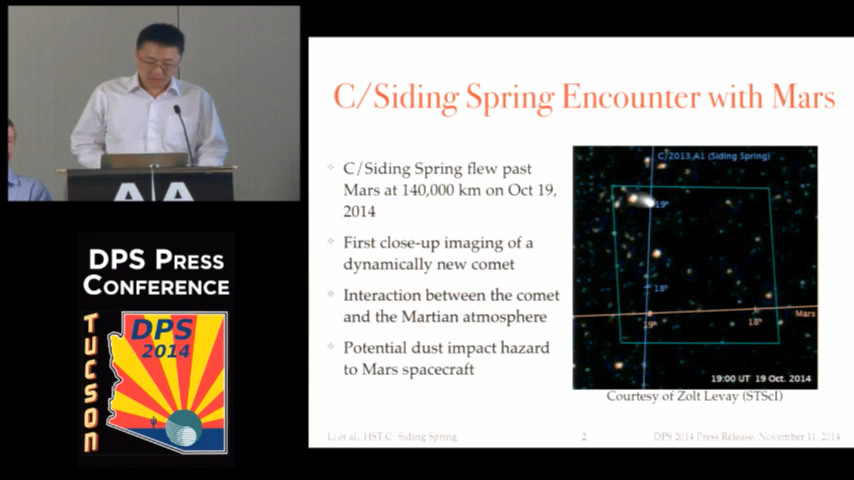 AA
DPS PRESS
CONFERENCE
TUCSON
DPS
2014
C/Siding Spring Encounter with Mars
C/Siding Spring flew past
Mars at 140,000 km on Oct 19,
2014
First close-up imaging of a
dynamically new comet
Interaction between the comet
and the Martian atmosphere
Potential dust impact hazard
to Mars spacecraft
C/2013 A1 (Siding Spring)
19h
18h
Mars
18h
19h
19:00 UT 19 Oct. 2014
Courtesy of Zolt Levay (STScI)
Li et al., HST C/Siding Spring
2
DPS 2014 Press Release, November 11, 2014